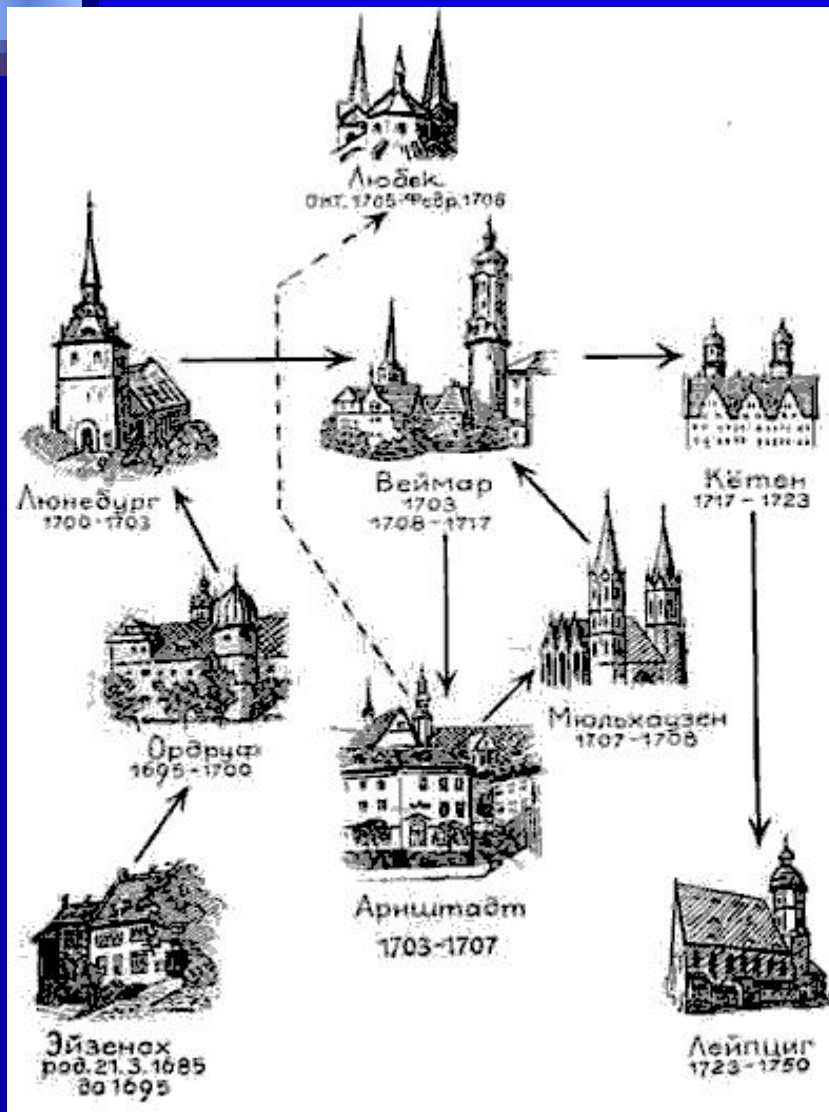 Любек
окт. 1705-Февр. 1706
Люнебург
1700-1703
Веймар
1703
1708-1717
Кётен
1717-1723
Ордруф
1695-1700
Мюльхаузен
1707-1708
Арнштадт
1703-1707
Эйзенах
род. 21.3.1685
до 1695
Лейпциг
1723-1750